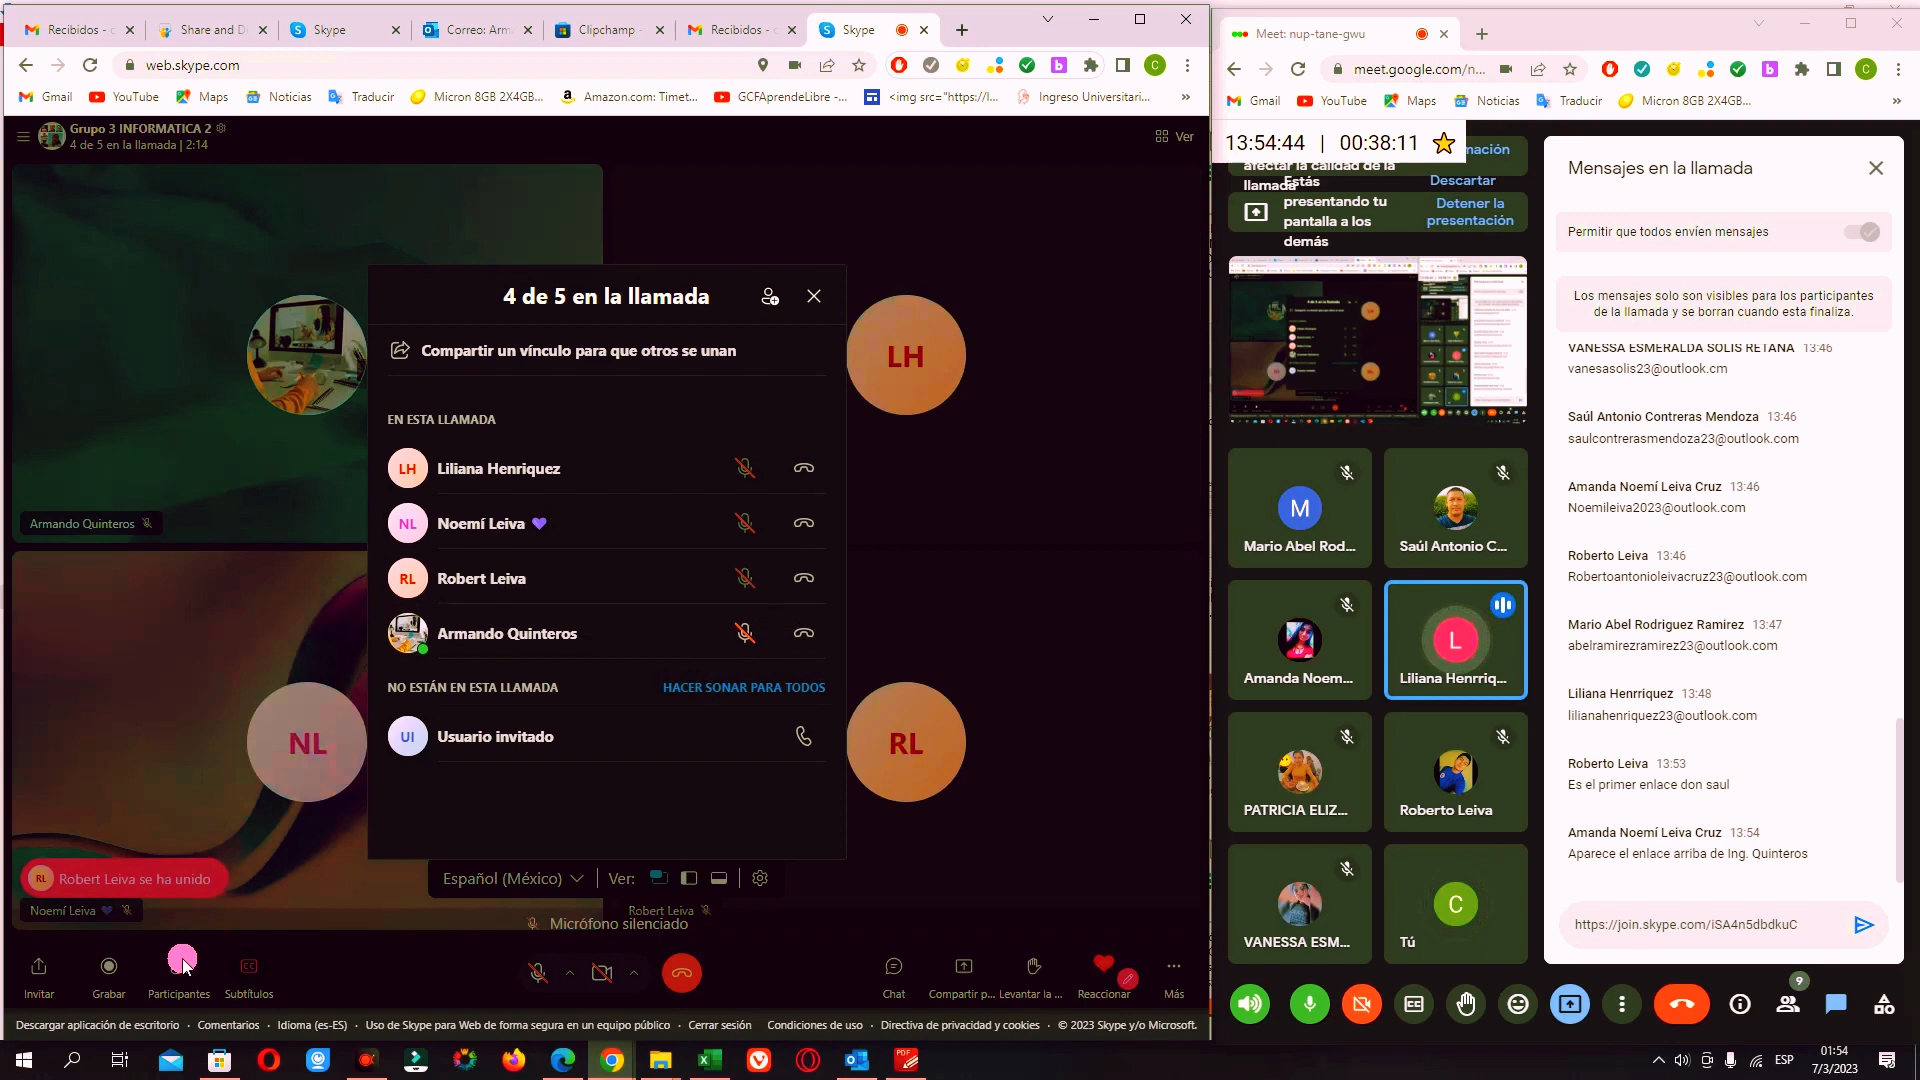 Recibidos - c
Share and D
Skype
Correo: Arm
Clipchamp -
Recibidos - c
Skype
web.skype.com
C
Gmail
YouTube
Maps
Noticias
Traducir
Micron 8GB 2X4GB...
Amazon.com: Timet...
GCFAprendeLibre -...
<img src="https://l...
Ingreso Universitari...
»
Grupo 3 INFORMATICA 2
4 de 5 en la llamada | 2:14
Ver
4 de 5 en la llamada
Compartir un vínculo para que otros se unan
EN ESTA LLAMADA
LH Liliana Henriquez
NL Noemí Leiva 💜
RL Robert Leiva
Armando Quinteros
NO ESTÁN EN ESTA LLAMADA
HACER SONAR PARA TODOS
UI Usuario invitado
LH
Armando Quinteros
NL
RL
RL Robert Leiva se ha unido
Noemí Leiva 💜
Español (México)
Ver:
Robert Leiva
Micrófono silenciado
Invitar
Grabar
Participantes
Subtítulos
Chat
Compartir p...
Levantar la ...
Reaccionar
Más
Descargar aplicación de escritorio · Comentarios · Idioma (es-ES) · Uso de Skype para Web de forma segura en un equipo público · Cerrar sesión
Condiciones de uso · Directiva de privacidad y cookies · © 2023 Skype y/o Microsoft.
Meet: nup-tane-gwu
meet.google.com/n...
C
Gmail
YouTube
Maps
Noticias
Traducir
Micron 8GB 2X4GB...
»
13:54:44 | 00:38:11
mación
afectar la calidad de la
llamada
Descartar
Estás
presentando tu
pantalla a los
demás
Detener la
presentación
M
Mario Abel Rod...
Saúl Antonio C...
Amanda Noem...
L
Liliana Henrriq...
PATRICIA ELIZ...
Roberto Leiva
VANESSA ESM...
C
Tú
Mensajes en la llamada
Permitir que todos envíen mensajes
Los mensajes solo son visibles para los participantes
de la llamada y se borran cuando esta finaliza.
VANESSA ESMERALDA SOLIS RETANA 13:46
vanesasolis23@outlook.cm
Saúl Antonio Contreras Mendoza 13:46
saulcontrerasmendoza23@outlook.com
Amanda Noemí Leiva Cruz 13:46
Noemileiva2023@outlook.com
Roberto Leiva 13:46
Robertoantonioleivacruz23@outlook.com
Mario Abel Rodriguez Ramirez 13:47
abelramirezramirez23@outlook.com
Liliana Henrriquez 13:48
lilianahenriquez23@outlook.com
Roberto Leiva 13:53
Es el primer enlace don saul
Amanda Noemí Leiva Cruz 13:54
Aparece el enlace arriba de Ing. Quinteros
https://join.skype.com/iSA4n5dbdkuC
9
ESP
01:54
7/3/2023